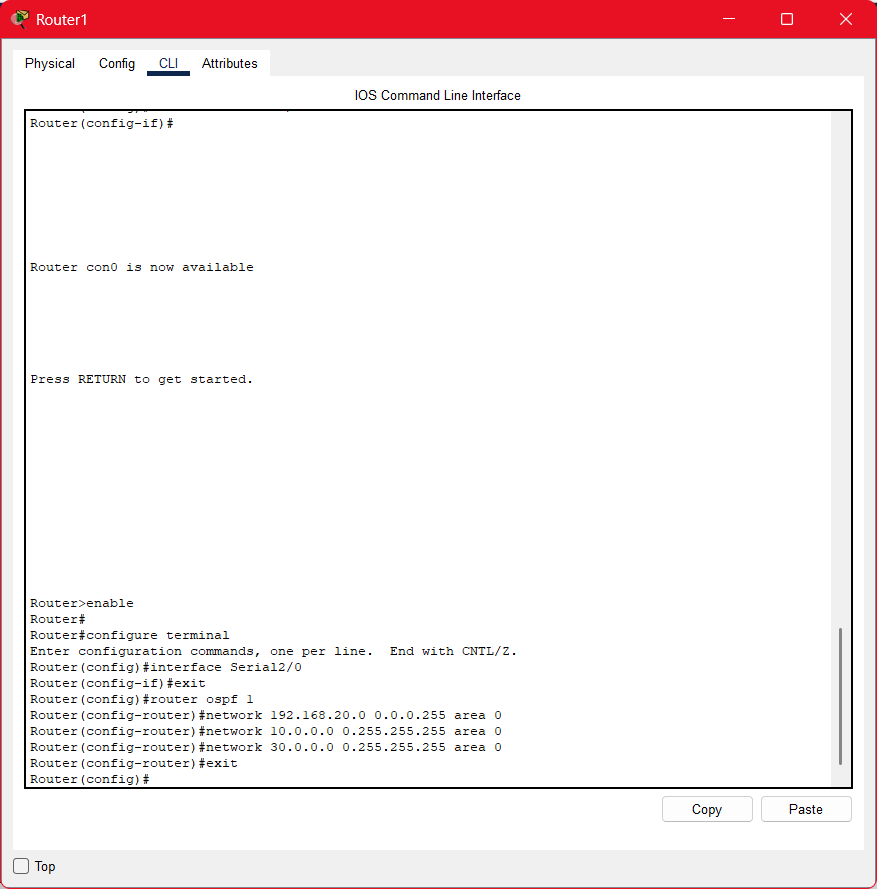 Router1
Physical Config CLI Attributes
IOS Command Line Interface
Router(config-if)#
Router con0 is now available
Press RETURN to get started.
Router>enable
Router#
Router#configure terminal
Enter configuration commands, one per line.  End with CNTL/Z.
Router(config)#interface Serial2/0
Router(config-if)#exit
Router(config)#router ospf 1
Router(config-router)#network 192.168.20.0 0.0.0.255 area 0
Router(config-router)#network 10.0.0.0 0.255.255.255 area 0
Router(config-router)#network 30.0.0.0 0.255.255.255 area 0
Router(config-router)#exit
Router(config)#
Copy Paste
Top